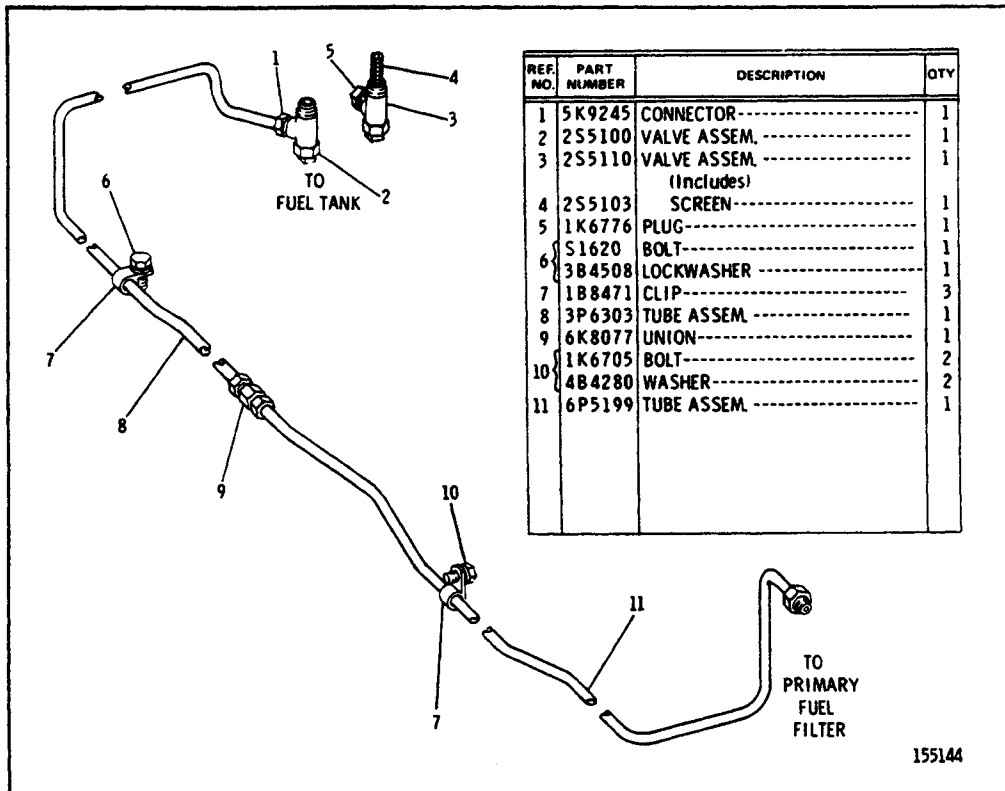 1
5
4
3
2
TO
FUEL TANK
6
7
8
9
10
7
11
TO
PRIMARY
FUEL
FILTER
REF. NO. PART NUMBER DESCRIPTION QTY
1 5K9245 CONNECTOR 1
2 2S5100 VALVE ASSEM. 1
3 2S5110 VALVE ASSEM. 1
(Includes)
4 2S5103 SCREEN 1
5 1K6776 PLUG 1
6 { S1620 BOLT 1
3B4508 LOCKWASHER 1
7 1B8471 CLIP 3
8 3P6303 TUBE ASSEM. 1
9 6K8077 UNION 1
10 { 1K6705 BOLT 2
4B4280 WASHER 2
11 6P5199 TUBE ASSEM. 1
155144